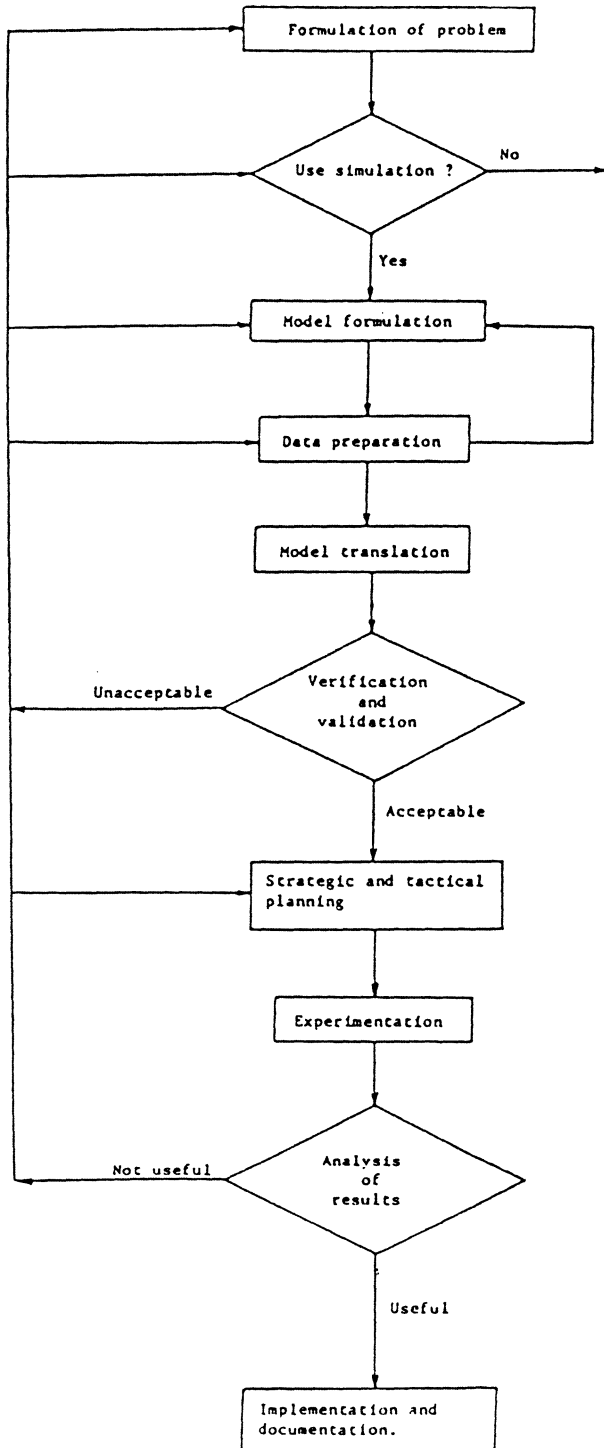 Formulation of problem
Use simulation ?
No
Yes
Model formulation
Data preparation
Model translation
Verification
and
validation
Unacceptable
Acceptable
Strategic and tactical
planning
Experimentation
Analysis
of
results
Not useful
Useful
Implementation and
documentation.